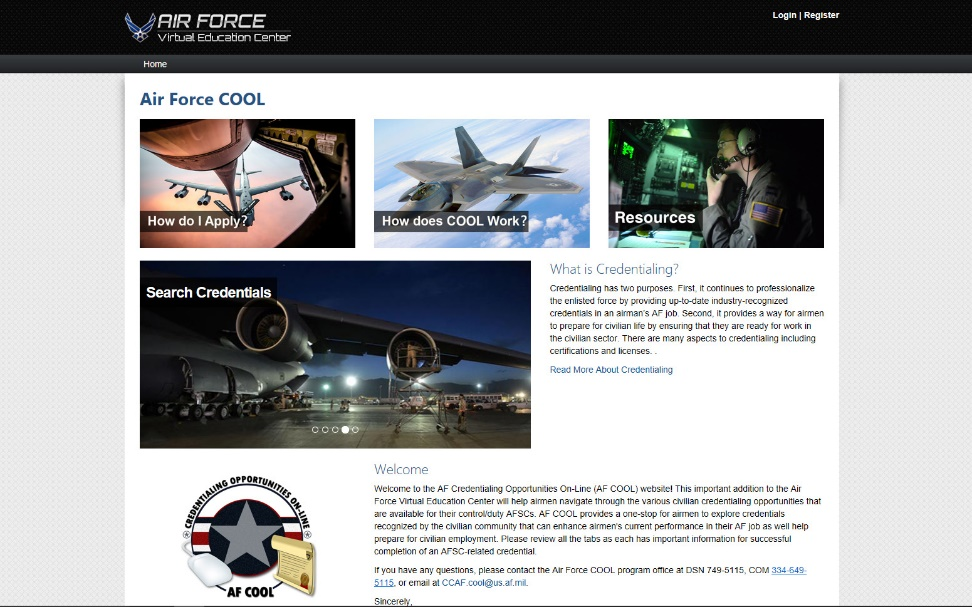 AIR FORCE
Virtual Education Center
Login | Register
Home
Air Force COOL
How do I Apply?
How does COOL Work?
Resources
Search Credentials
What is Credentialing?
Credentialing has two purposes. First, it continues to professionalize
the enlisted force by providing up-to-date industry-recognized
credentials in an airman's AF job. Second, it provides a way for airmen
to prepare for civilian life by ensuring that they are ready for work in
the civilian sector. There are many aspects to credentialing including
certifications and licenses. .
Read More About Credentialing
CREDENTIALING OPPORTUNITIES ON-LINE
AF COOL
Welcome
Welcome to the AF Credentialing Opportunities On-Line (AF COOL) website! This important addition to the Air
Force Virtual Education Center will help airmen navigate through the various civilian credentialing opportunities that
are available for their control/duty AFSCs. AF COOL provides a one-stop for airmen to explore credentials
recognized by the civilian community that can enhance airmen's current performance in their AF job as well help
prepare for civilian employment. Please review all the tabs as each has important information for successful
completion of an AFSC-related credential.
If you have any questions, please contact the Air Force COOL program office at DSN 749-5115, COM 334-649-
5115, or email at CCAF.cool@us.af.mil.
Sincerely,